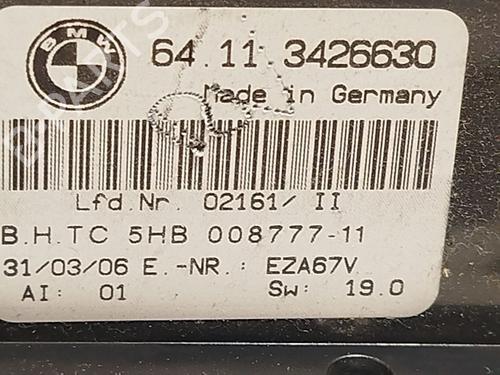 BMW
64.11 3426630
Made in Germany
Lfd.Nr. 02161/ II
B.H.TC 5HB 008777-11
31/03/06 E.-NR.: EZA67V
AI: 01 Sw: 19.0